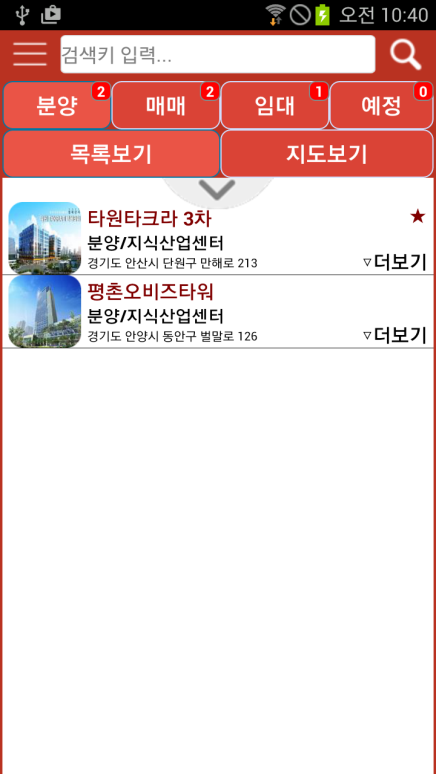 오전 10:40
검색키 입력...
분양 2 매매 2 임대 1 예정 0
목록보기 지도보기
타원타크라 3차 ★
분양/지식산업센터
경기도 안산시 단원구 만해로 213 ▽더보기
평촌오비즈타워
분양/지식산업센터
경기도 안양시 동안구 벌말로 126 ▽더보기